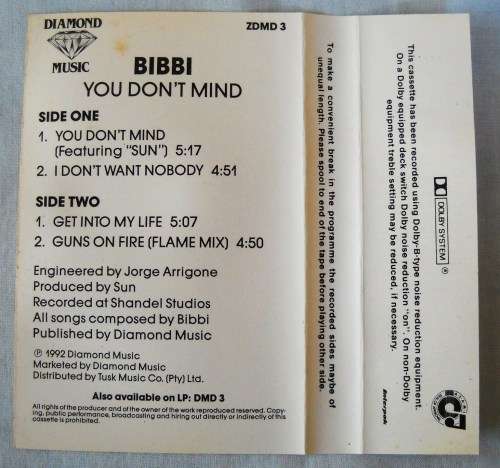 DIAMOND
MUSIC
ZDMD 3
BIBBI
YOU DON'T MIND
SIDE ONE
1. YOU DON'T MIND
(Featuring "SUN") 5:17
2. I DON'T WANT NOBODY 4:51
SIDE TWO
1. GET INTO MY LIFE 5:07
2. GUNS ON FIRE (FLAME MIX) 4:50
Engineered by Jorge Arrigone
Produced by Sun
Recorded at Shandel Studios
All songs composed by Bibbi
Published by Diamond Music
℗ 1992 Diamond Music
Marketed by Diamond Music
Distributed by Tusk Music Co. (Pty) Ltd.
Also available on LP: DMD 3
All rights of the producer and of the owner of the work reproduced reserved. Copy-
ing, public performance, broadcasting and hiring out directly or indirectly of this
cassette is prohibited.
To make a convenient break in the programme the recorded sides maybe of
unequal length. Please spool to end of the tape before playing other side.
This cassette has been recorded using Dolby-B-type noise reduction equipment.
On a Dolby equipped deck switch Dolby noise reduction "on". On non-Dolby
equipment treble setting may be reduced, if necessary.
DOLBY SYSTEM ®
Interpak